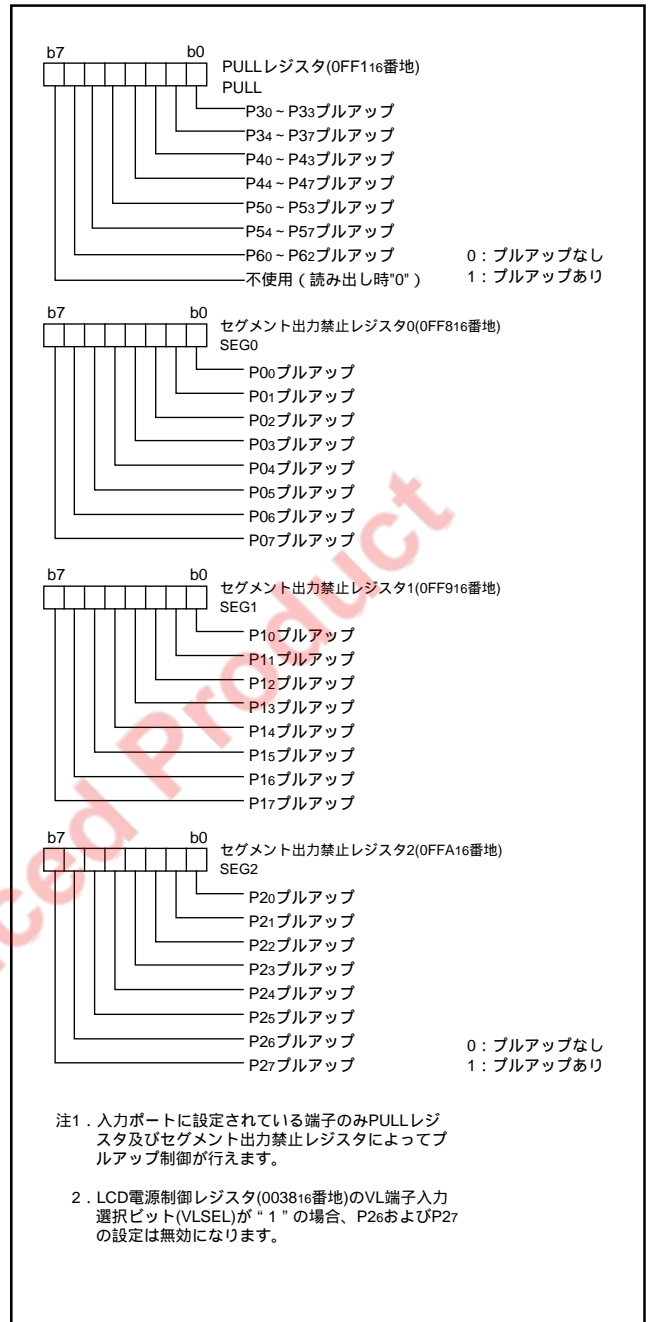 b7 b0
PULLレジスタ(0FF116番地)
PULL
P30 ~ P33プルアップ
P34 ~ P37プルアップ
P40 ~ P43プルアップ
P44 ~ P47プルアップ
P50 ~ P53プルアップ
P54 ~ P57プルアップ
P60 ~ P62プルアップ
不使用(読み出し時"0")
0:プルアップなし
1:プルアップあり
b7 b0
セグメント出力禁止レジスタ0(0FF816番地)
SEG0
P00プルアップ
P01プルアップ
P02プルアップ
P03プルアップ
P04プルアップ
P05プルアップ
P06プルアップ
P07プルアップ
b7 b0
セグメント出力禁止レジスタ1(0FF916番地)
SEG1
P10プルアップ
P11プルアップ
P12プルアップ
P13プルアップ
P14プルアップ
P15プルアップ
P16プルアップ
P17プルアップ
b7 b0
セグメント出力禁止レジスタ2(0FFA16番地)
SEG2
P20プルアップ
P21プルアップ
P22プルアップ
P23プルアップ
P24プルアップ
P25プルアップ
P26プルアップ
P27プルアップ
0:プルアップなし
1:プルアップあり
注1.入力ポートに設定されている端子のみPULLレジ
スタ及びセグメント出力禁止レジスタによってプ
ルアップ制御が行えます。
2.LCD電源制御レジスタ(003816番地)のVL端子入力
選択ビット(VLSEL)が“1”の場合、P26およびP27
の設定は無効になります。
ced Product